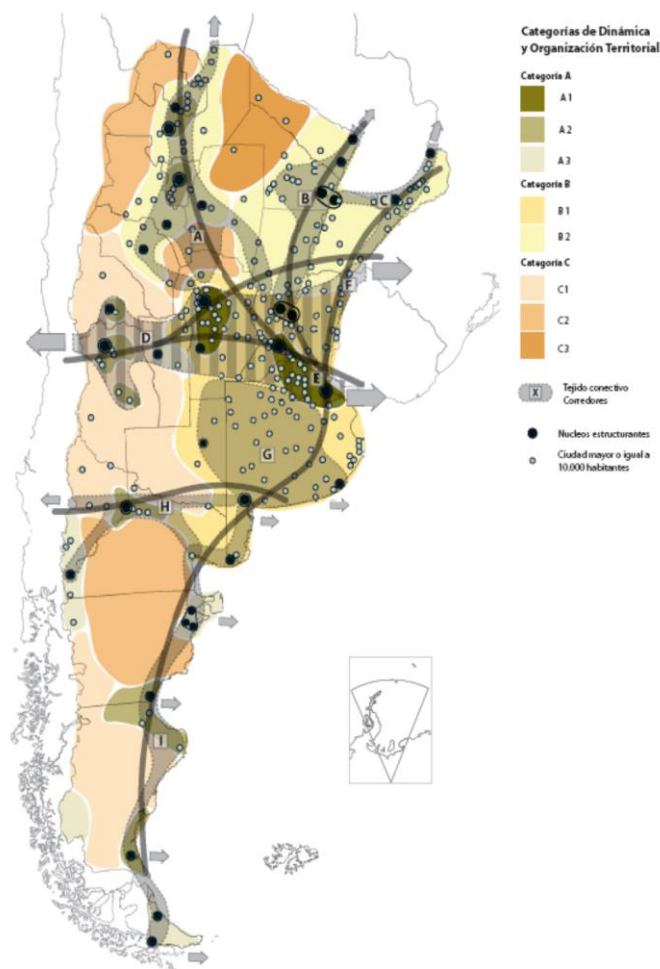 Categorías de Dinámica
y Organización Territorial
Categoría A
A 1
A 2
A 3
Categoría B
B 1
B 2
Categoría C
C1
C2
C3
X
Tejido conectivo
Corredores
Nucleos estructurantes
Ciudad mayor o igual a
10.000 habitantes
B
C
A
F
D
E
G
H
I